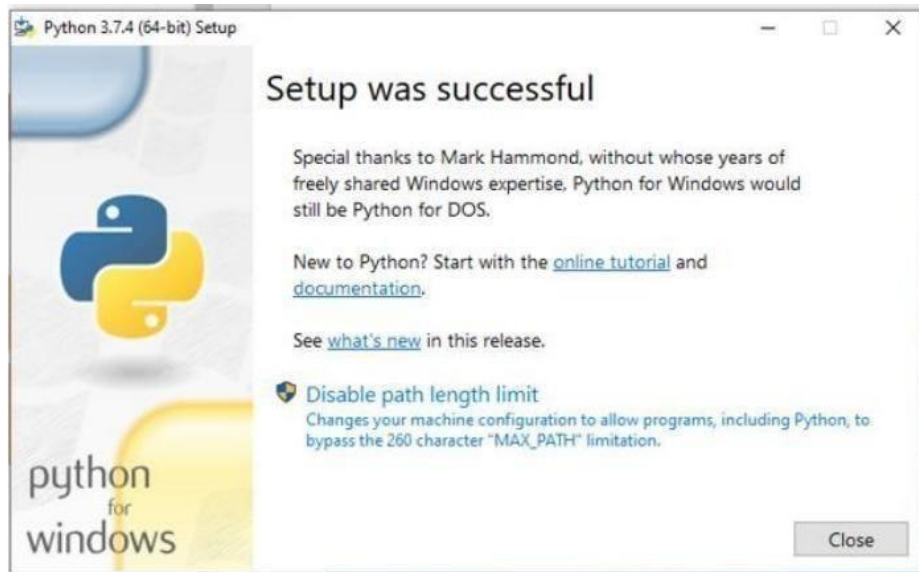 Python 3.7.4 (64-bit) Setup
Setup was successful
Special thanks to Mark Hammond, without whose years of
freely shared Windows expertise, Python for Windows would
still be Python for DOS.
New to Python? Start with the online tutorial and
documentation.
See what's new in this release.
Disable path length limit
Changes your machine configuration to allow programs, including Python, to
bypass the 260 character "MAX_PATH" limitation.
python
for
windows
Close